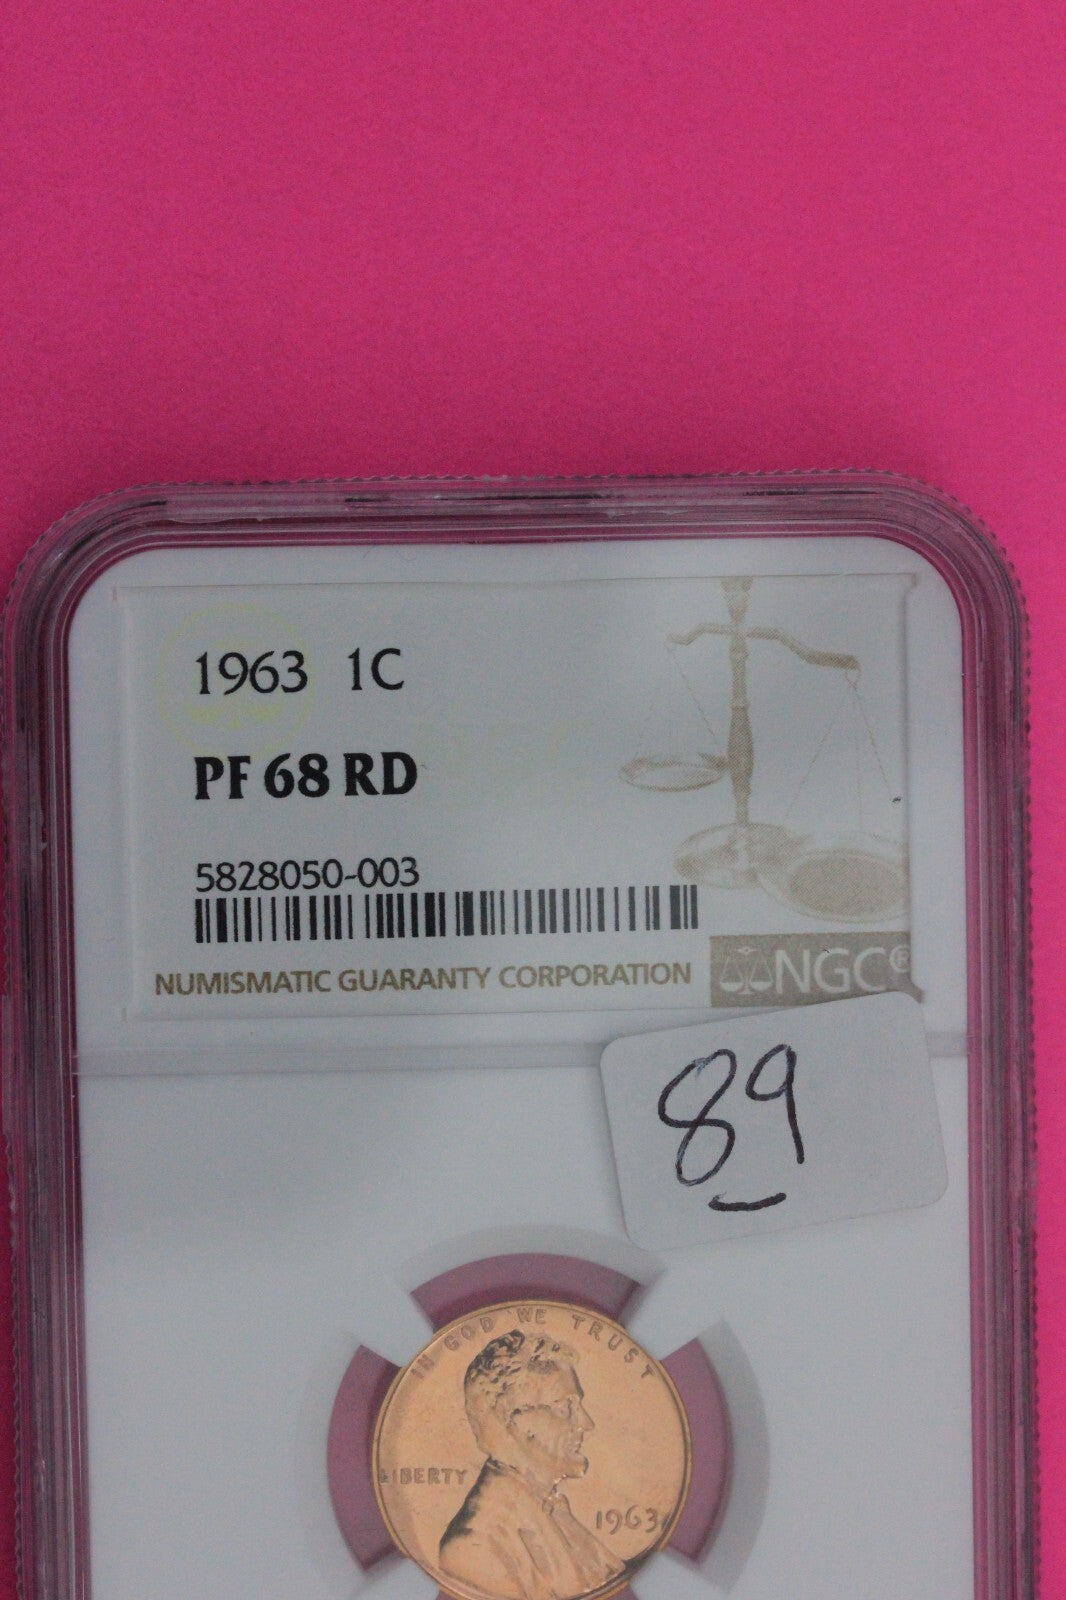 1963 1C
PF 68 RD
5828050-003
NUMISMATIC GUARANTY CORPORATION NGC®
89
IN GOD WE TRUST
LIBERTY
1963